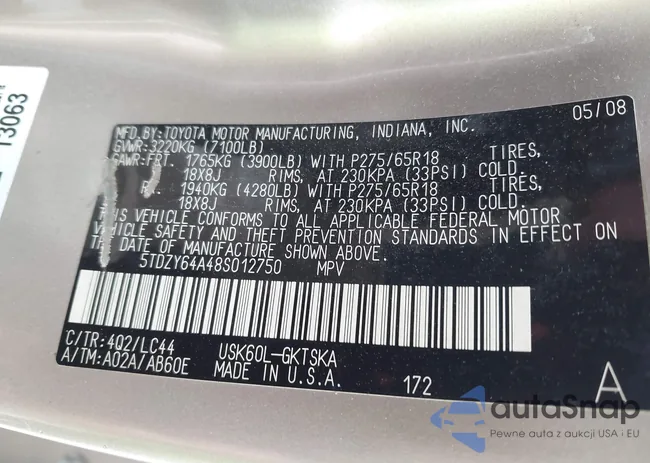 13063
05/08
MFD.BY:TOYOTA MOTOR MANUFACTURING, INDIANA, INC.
GVWR:3220KG (7100LB)
GAWR:FRT. 1765KG (3900LB) WITH P275/65R18 TIRES,
18X8J RIMS, AT 230KPA (33PSI) COLD.
RR. 1940KG (4280LB) WITH P275/65R18 TIRES,
18X8J RIMS, AT 230KPA (33PSI) COLD.
THIS VEHICLE CONFORMS TO ALL APPLICABLE FEDERAL MOTOR
VEHICLE SAFETY AND THEFT PREVENTION STANDARDS IN EFFECT ON
THE DATE OF MANUFACTURE SHOWN ABOVE.
5TDZY64A48S012750 MPV
C/TR:4Q2/LC44 USK60L-GKTSKA
A/TM:A02A/AB60E MADE IN U.S.A. 172 A
autaSnap
Pewne auta z aukcji USA i EU